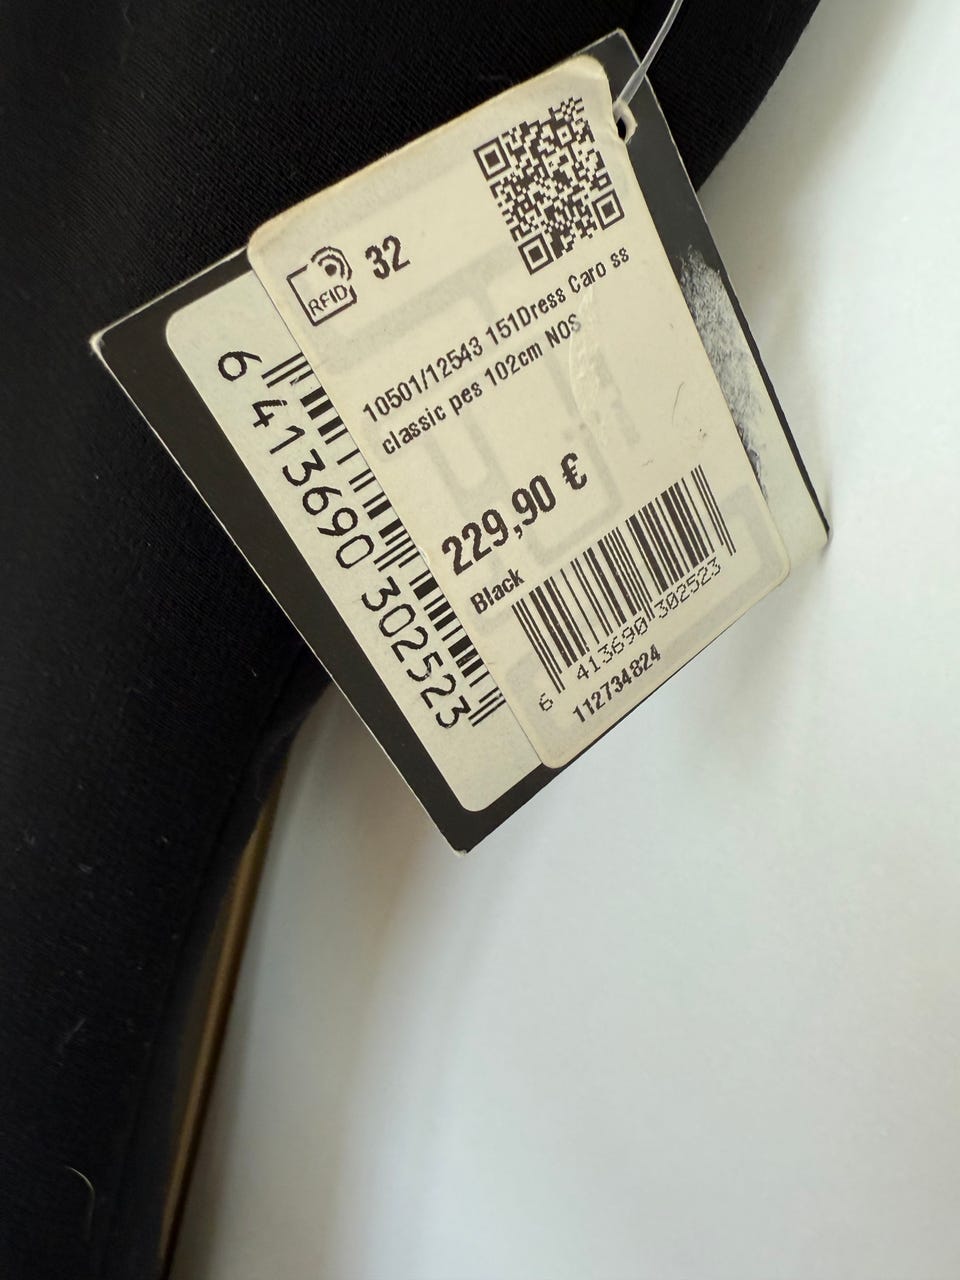 RFID
32
10501/12543 151Dress Caro ss
classic pes 102cm NOS
229,90 €
Black
6 413690 302523
112734824
6 413690 302523